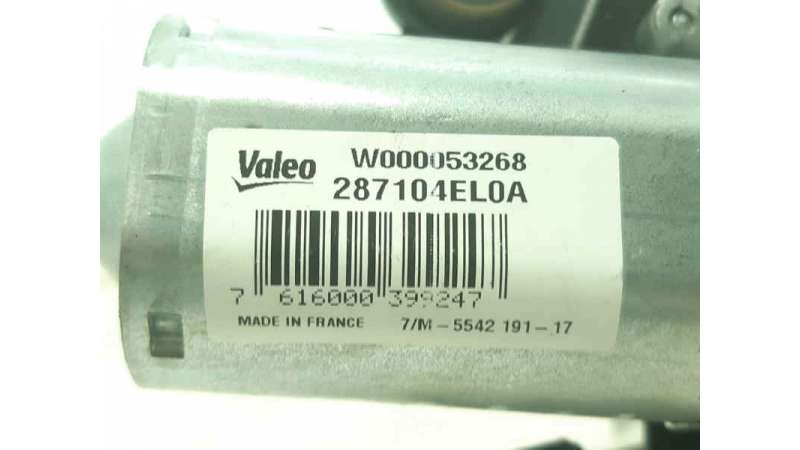 Valeo W000053268
287104EL0A
7 616000 399247
MADE IN FRANCE 7/M-5542 191-17